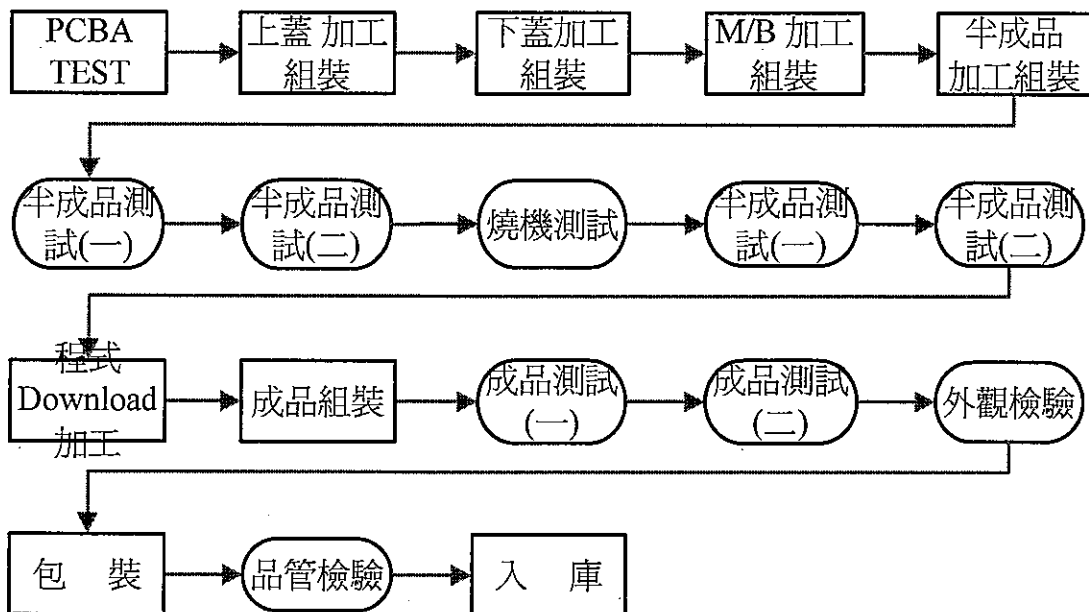 PCBA
TEST
上蓋 加工
組裝
下蓋加工
組裝
M/B 加工
組裝
半成品
加工組裝
半成品測
試(一)
半成品測
試(二)
燒機測試
半成品測
試(一)
半成品測
試(二)
程式
Download
加工
成品組裝
成品測試
(一)
成品測試
(二)
外觀檢驗
包 裝
品管檢驗
入 庫